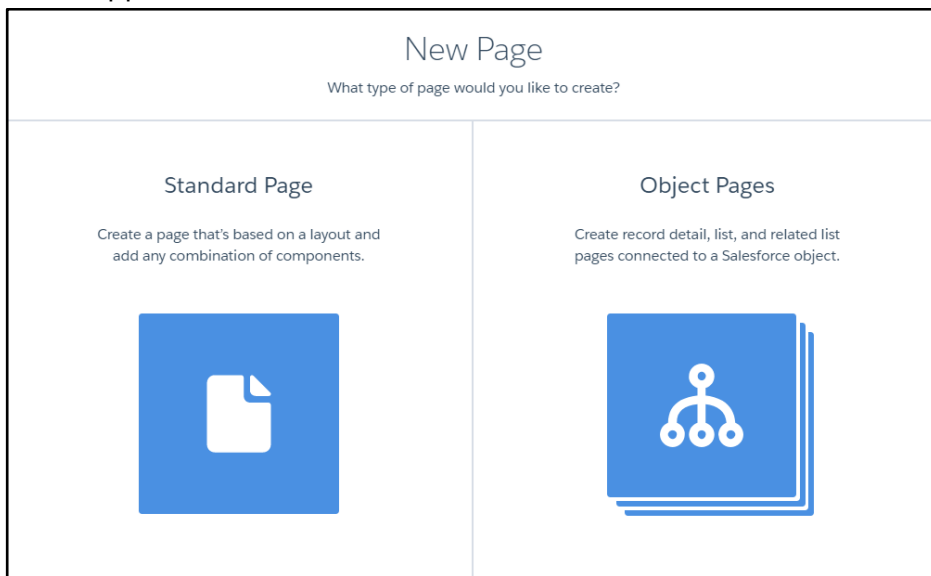 New Page
What type of page would you like to create?
Standard Page
Create a page that's based on a layout and
add any combination of components.
Object Pages
Create record detail, list, and related list
pages connected to a Salesforce object.